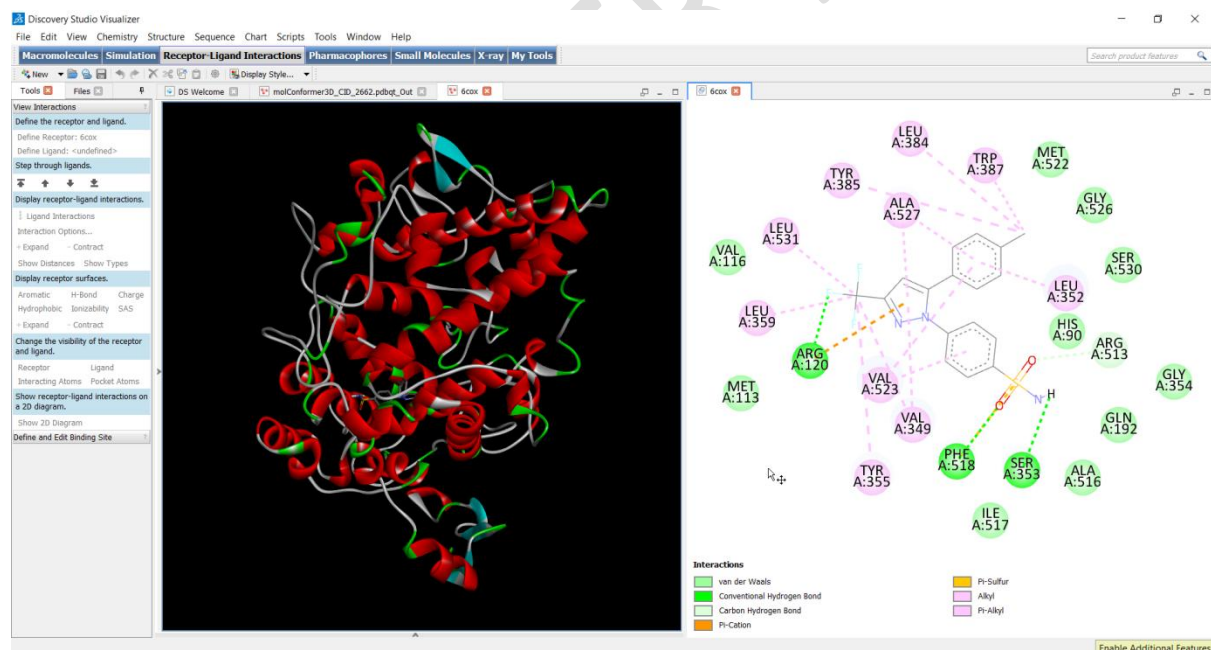 Discovery Studio Visualizer
File Edit View Chemistry Structure Sequence Chart Scripts Tools Window Help
Macromolecules Simulation Receptor-Ligand Interactions Pharmacophores Small Molecules X-ray My Tools
Search product features
New Display Style...
Tools Files DS Welcome molConformer3D_CID_2662.pdbqt_Out 6cox 6cox
View Interactions
Define the receptor and ligand.
Define Receptor: 6cox
Define Ligand: <undefined>
Step through ligands.
Display receptor-ligand interactions.
Ligand Interactions
Interaction Options...
+ Expand - Contract
Show Distances Show Types
Display receptor surfaces.
Aromatic H-Bond Charge
Hydrophobic Ionizability SAS
+ Expand - Contract
Change the visibility of the receptor
and ligand.
Receptor Ligand
Interacting Atoms Pocket Atoms
Show receptor-ligand interactions on
a 2D diagram.
Show 2D Diagram
Define and Edit Binding Site
LEU
A:384
TRP
A:387
MET
A:522
TYR
A:385
ALA
A:527
GLY
A:526
LEU
A:531
VAL
A:116
SER
A:530
LEU
A:352
LEU
A:359
HIS
A:90
ARG
A:513
N
N
ARG
A:120
GLY
A:354
MET
A:113
VAL
A:523
O
O
N
H
VAL
A:349
GLN
A:192
PHE
A:518
SER
A:353
TYR
A:355
ALA
A:516
ILE
A:517
Interactions
van der Waals
Conventional Hydrogen Bond
Carbon Hydrogen Bond
Pi-Cation
Pi-Sulfur
Alkyl
Pi-Alkyl
Enable Additional Features